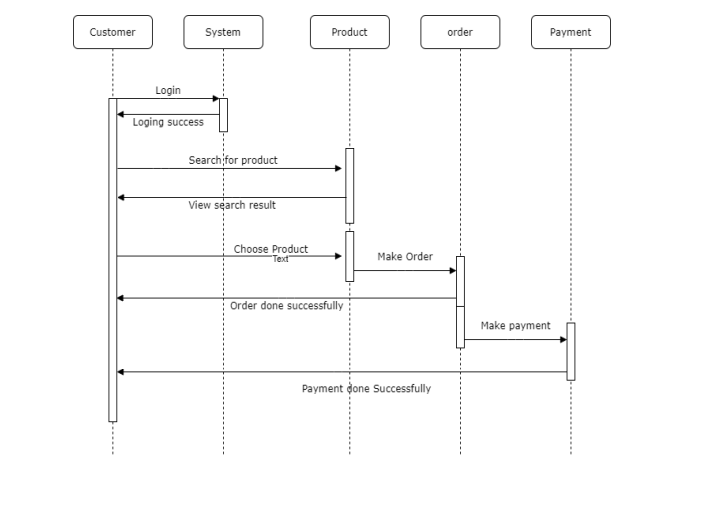 Customer
System
Product
order
Payment
Login
Loging success
Search for product
View search result
Choose Product
Text
Make Order
Order done successfully
Make payment
Payment done Successfully